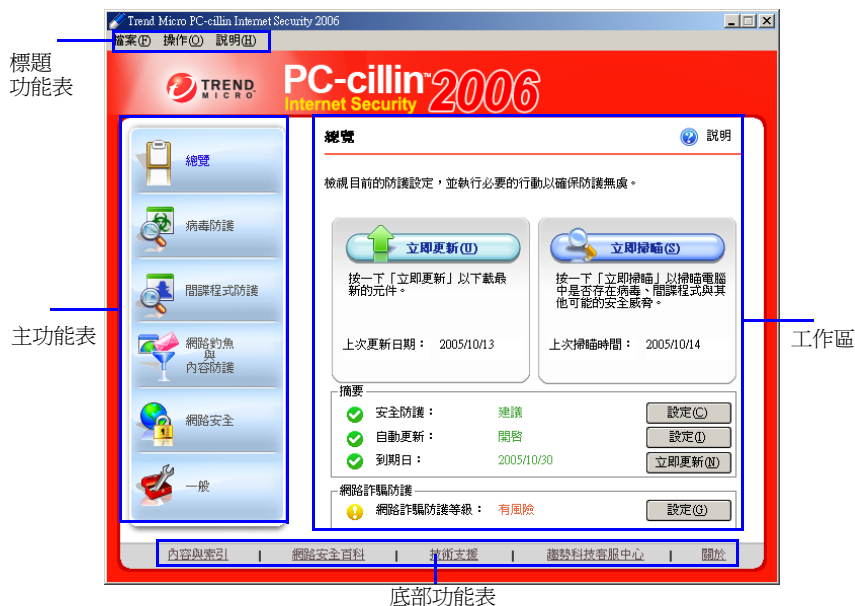 Trend Micro PC-cillin Internet Security 2006
檔案(F) 操作(O) 說明(H)
標題
功能表
TREND
MICRO
PC-cillin™ 2006
Internet Security
總覽
病毒防護
間諜程式防護
網路釣魚
與
內容防護
網路安全
一般
主功能表
總覽
說明
檢視目前的防護設定，並執行必要的行動以確保防護無虞。
立即更新(U)
按一下「立即更新」以下載最
新的元件。
上次更新日期： 2005/10/13
立即掃瞄(S)
按一下「立即掃瞄」以掃瞄電腦
中是否存在病毒、間諜程式與其
他可能的安全威脅。
上次掃瞄時間： 2005/10/14
工作區
摘要
安全防護： 建議 設定(C)
自動更新： 開啓 設定(I)
到期日： 2005/10/30 立即更新(N)
網路詐騙防護
網路詐騙防護等級： 有風險 設定(G)
內容與索引 | 網路安全百科 | 技術支援 | 趨勢科技客服中心 | 關於
底部功能表